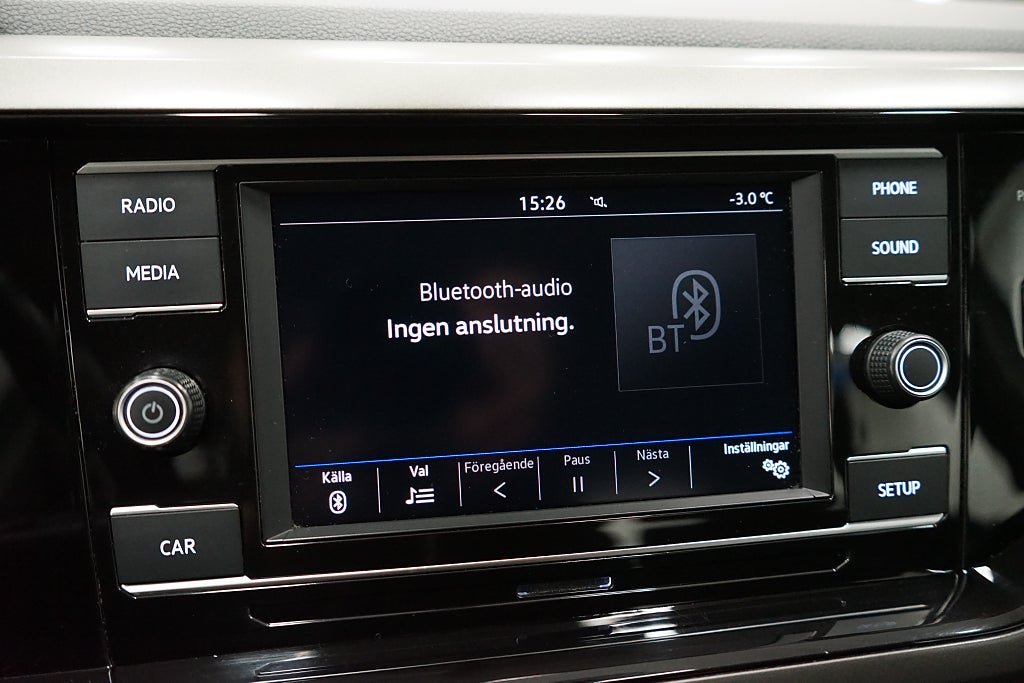 RADIO
MEDIA
CAR
15:26
-3.0 °C
Bluetooth-audio
Ingen anslutning.
BT
Källa
Val
Föregående
Paus
Nästa
Inställningar
PHONE
SOUND
SETUP